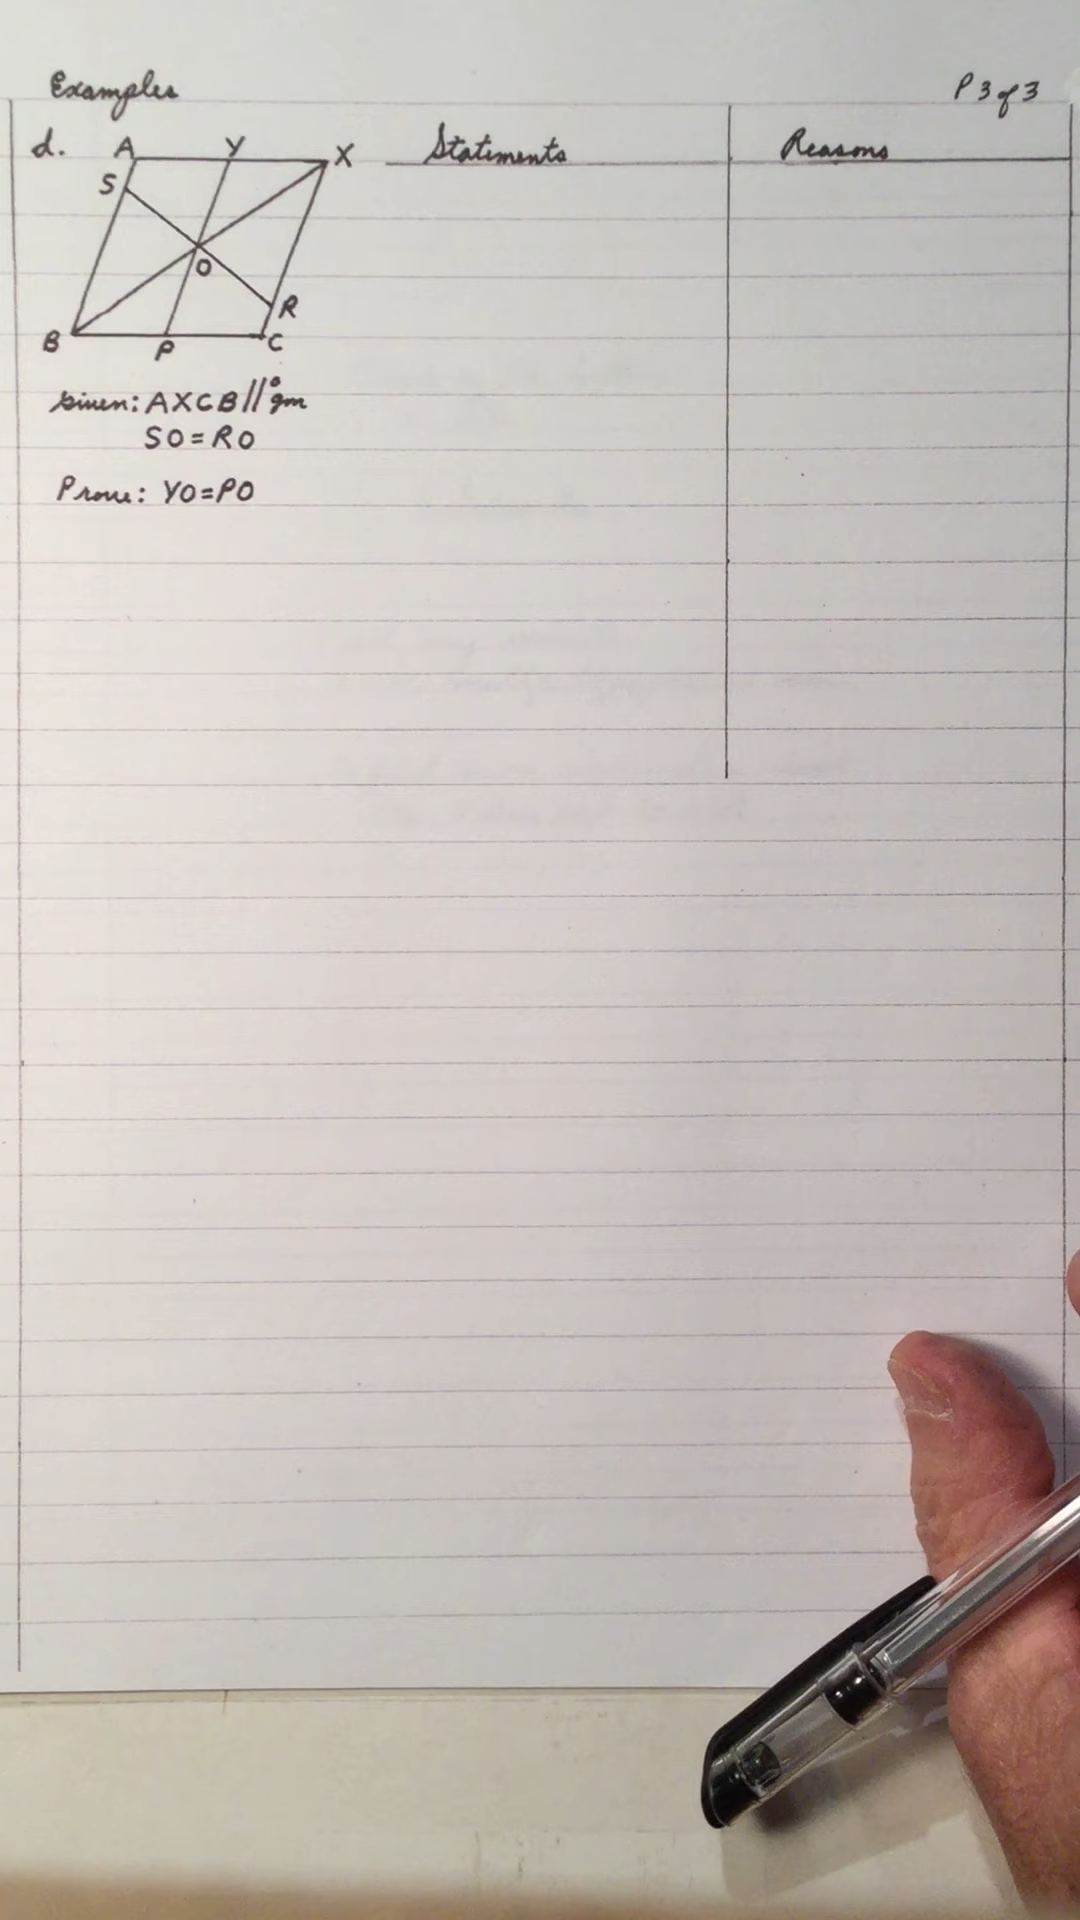 Examples
P 3 of 3
d.
A
Y
X
Statements
Reasons
S
O
R
B
P
C
Given: AXCB //°gm
SO = RO
Prove: YO = PO